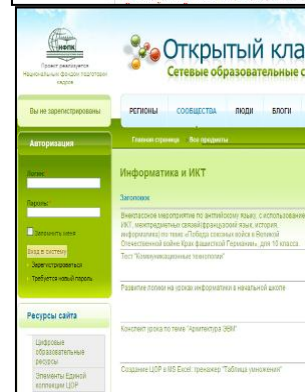 НФПК
Проект реализуется
Национальным фондом подготовки
кадров
Открытый кла
Сетевые образовательные с
Вы не зарегистрированы
РЕГИОНЫ СООБЩЕСТВА ЛЮДИ БЛОГИ
Главная страница Все предметы
Авторизация
Логин:
Пароль:
Запомнить меня
Вход в систему
Зарегистрироваться
Требуется новый пароль
Ресурсы сайта
Цифровые
образовательные
ресурсы
Элементы Единой
коллекции ЦОР
Информатика и ИКТ
Заголовок
Внеклассное мероприятие по английскому языку, с использование
ИКТ, межпредметных связей(французский язык, история,
информатика) по теме «Победа союзных войск в Великой
Отечественной войне Крах фашисткой Германии», для 10 класса.
Тест "Коммуникационные технологии"
Развитие логики на уроках информатики в начальной школе
Конспект урока по теме "Архитектура ЭВМ"
Создание ЦОР в MS Excel: тренажер "Таблица умножения"